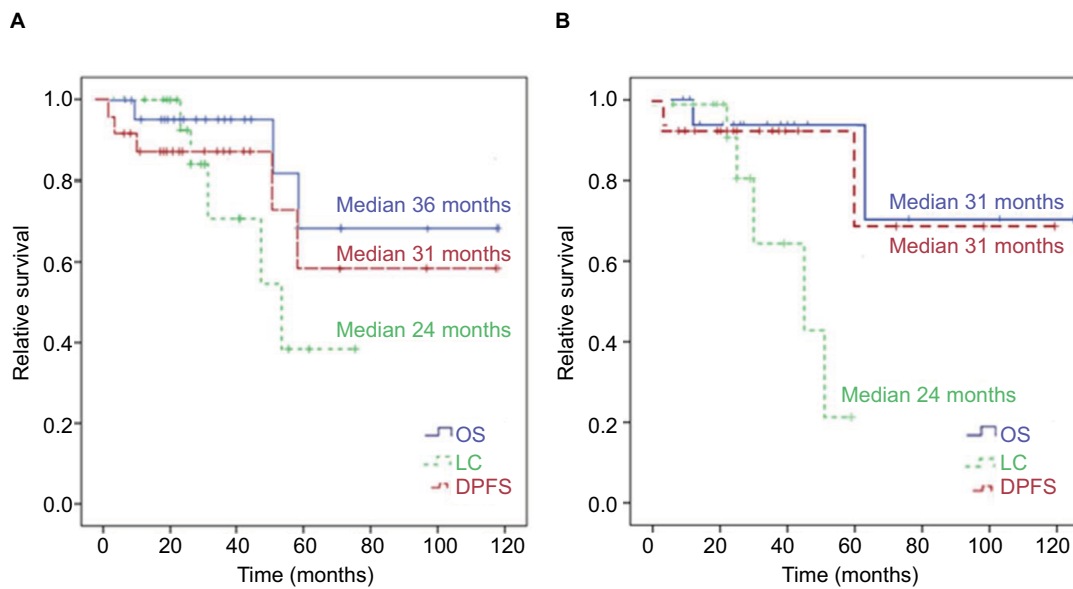 A
1.0
0.8
0.6
0.4
0.2
0.0
Relative survival
Median 36 months
Median 31 months
Median 24 months
OS
LC
DPFS
0 20 40 60 80 100 120
Time (months)
B
1.0
0.8
0.6
0.4
0.2
0.0
Relative survival
Median 31 months
Median 31 months
Median 24 months
OS
LC
DPFS
0 20 40 60 80 100 120
Time (months)